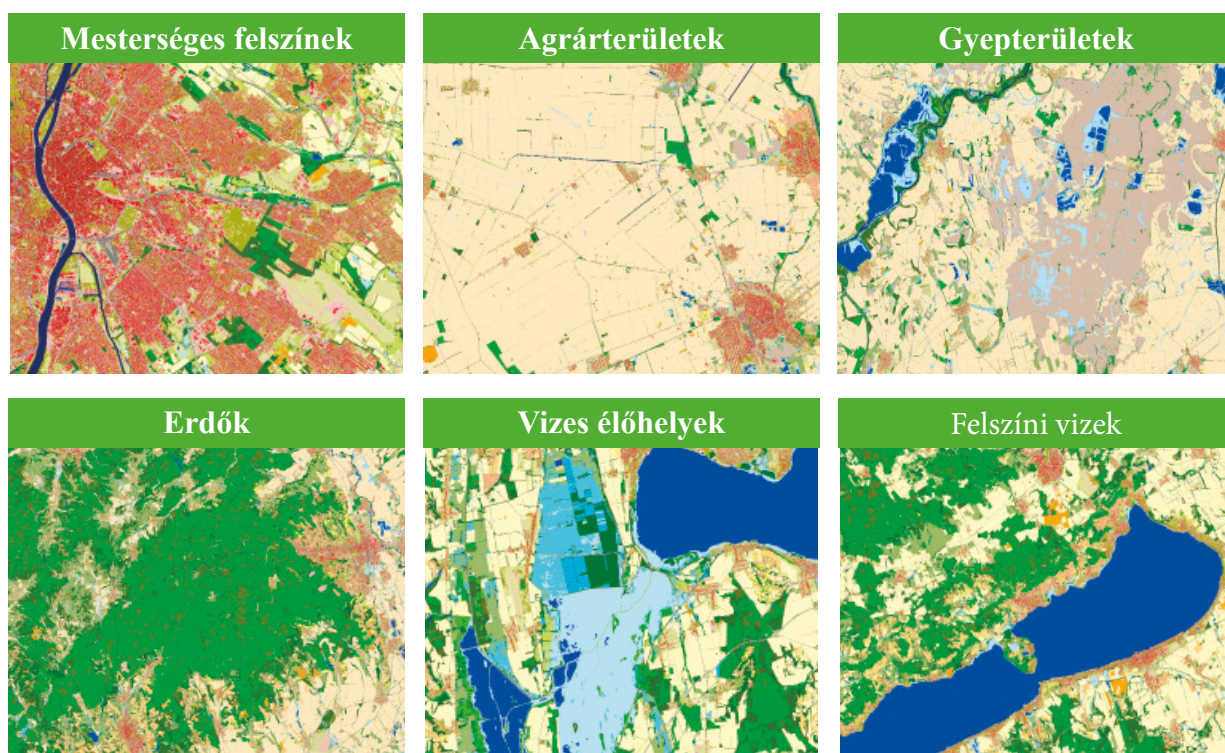 Mesterséges felszínek
Agrárterületek
Gyepterületek
Erdők
Vizes élőhelyek
Felszíni vizek